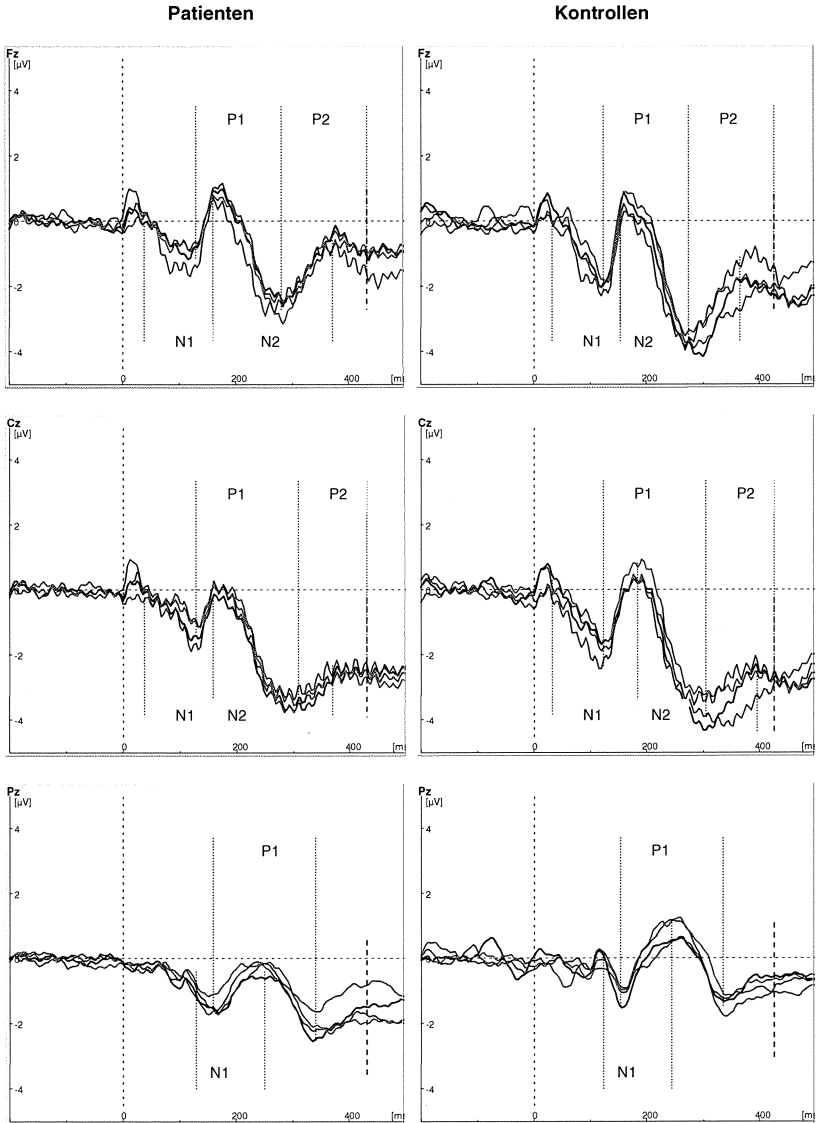 Patienten Kontrollen
Fz Fz
[µV] [µV]
4 4
P1 P2 P1 P2
2 2
0 0
-2 -2
N1 N2 N1 N2
-4 -4
0 200 400 [ms 0 200 400 [ms
Cz Cz
[µV] [µV]
4 4
P1 P2 P1 P2
2 2
0 0
-2 -2
N1 N2 N1 N2
-4 -4
0 200 400 [ms 0 200 400 [ms
Pz Pz
[µV] [µV]
4 4
P1 P1
2 2
0 0
-2 -2
N1 N1
-4 -4
0 200 400 [ms 0 200 400 [ms